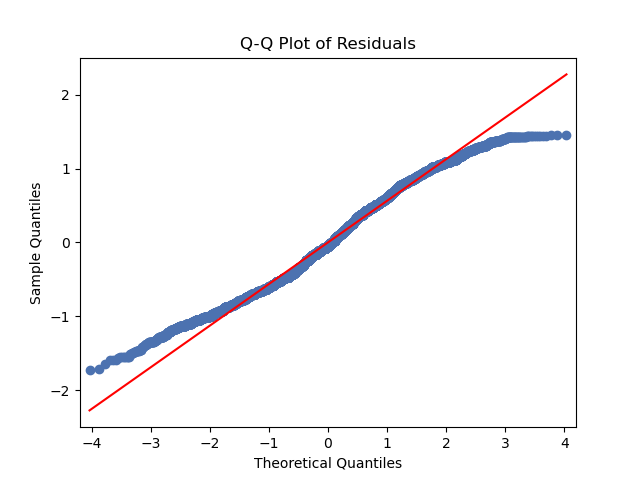 Q-Q Plot of Residuals
2
1
0
−1
−2
Sample Quantiles
−4 −3 −2 −1 0 1 2 3 4
Theoretical Quantiles